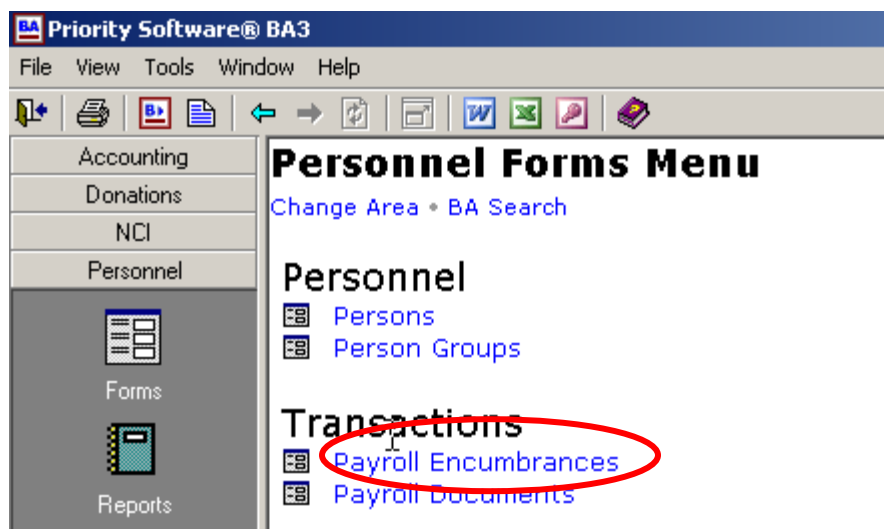 BA Priority Software® BA3
File View Tools Window Help
Accounting
Donations
NCI
Personnel
Forms
Reports
Personnel Forms Menu
Change Area • BA Search
Personnel
Persons
Person Groups
Transactions
Payroll Encumbrances
Payroll Documents